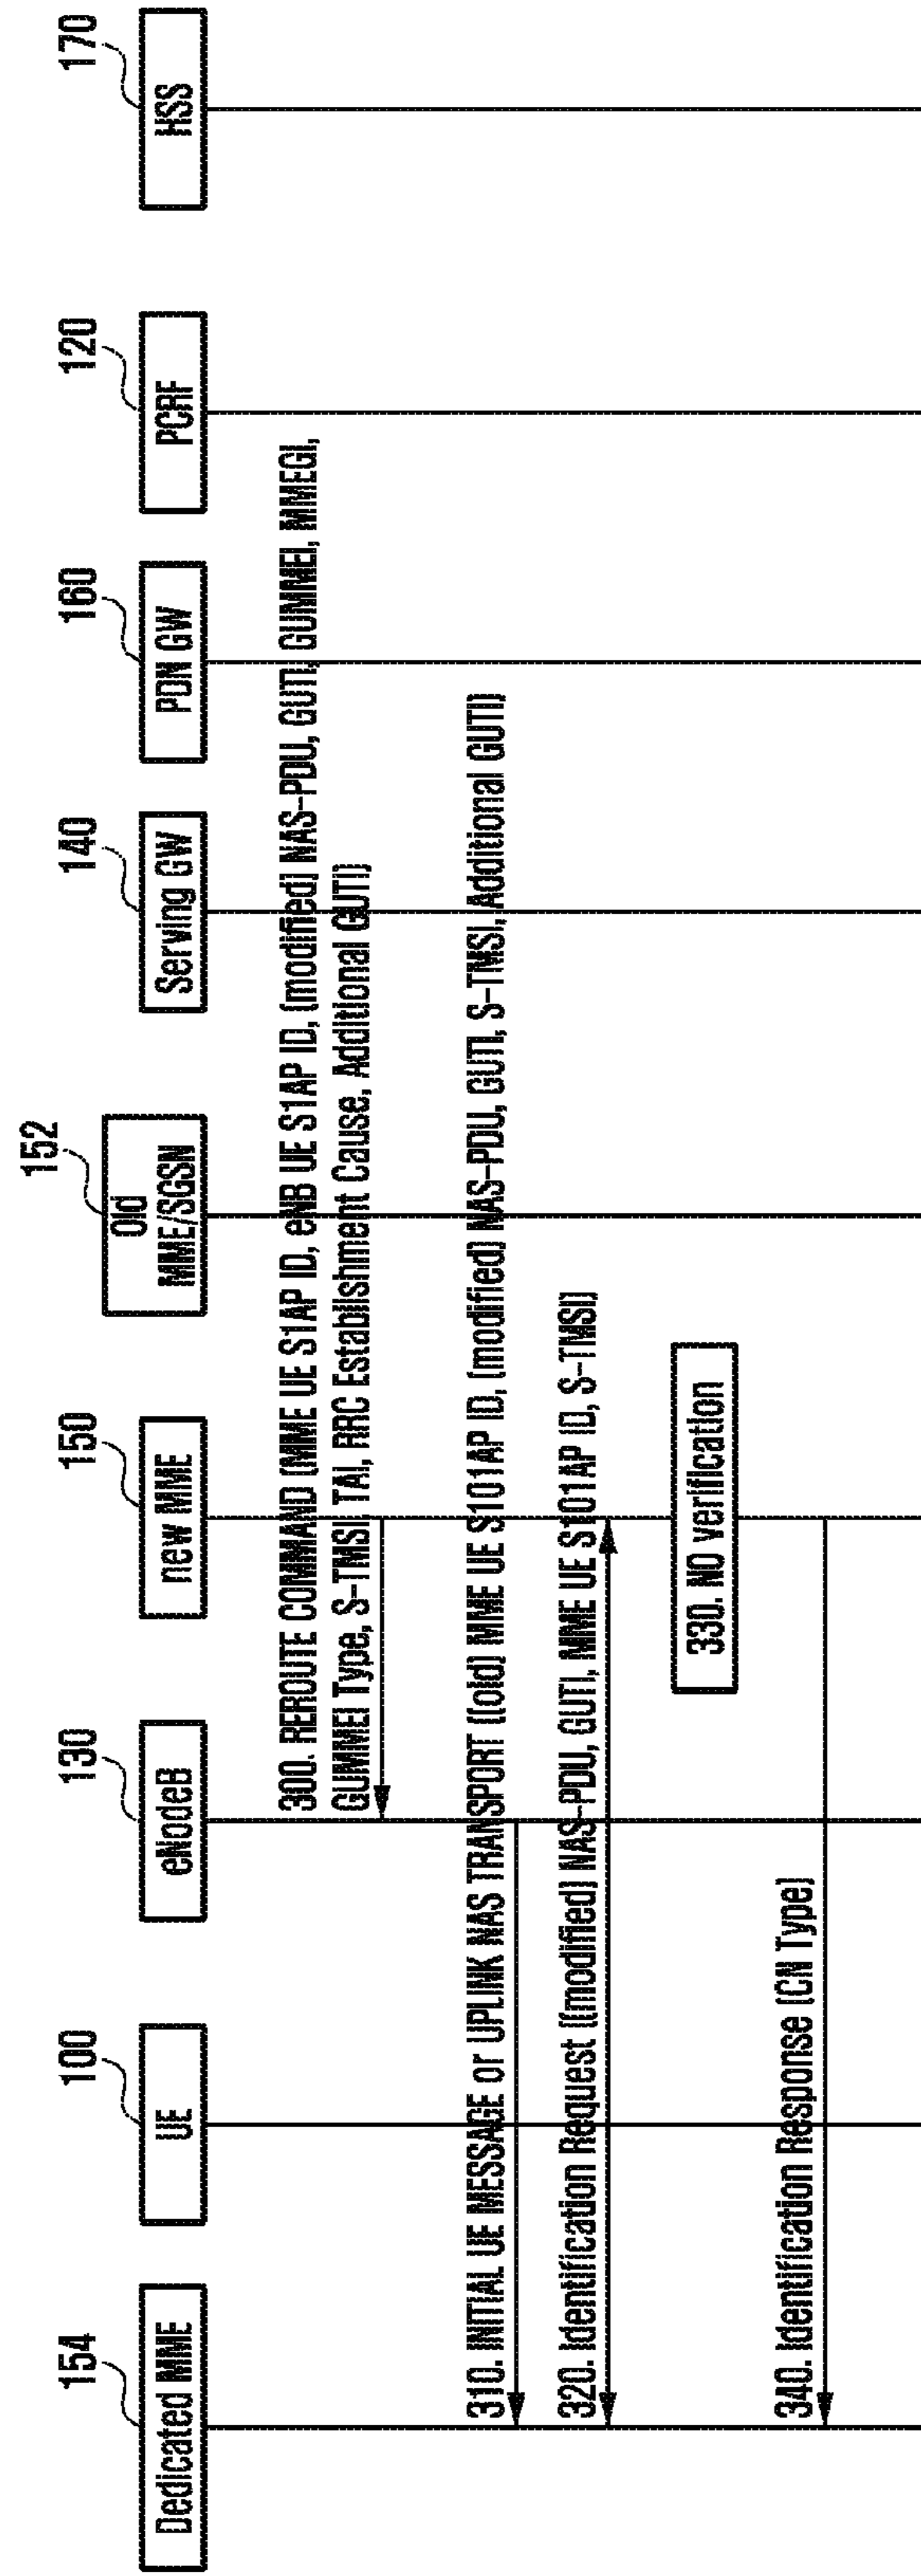 154
100
130
150
152
140
160
120
170
Dedicated MME
UE
eNodeB
new MME
Old
MME/SGSN
Serving GW
PDN GW
PCRF
HSS
300. REROUTE COMMAND (MME UE S1AP ID, eNB UE S1AP ID, (modified) NAS-PDU, GUTI, GUMMEI, MMEGI,
GUMMEI Type, S-TMSI, TAI, RRC Establishment Cause, Additional GUTI)
310. INITIAL UE MESSAGE or UPLINK NAS TRANSPORT ((old) MME UE S101AP ID, (modified) NAS-PDU, GUTI, S-TMSI, Additional GUTI)
320. Identification Request ((modified) NAS-PDU, GUTI, MME UE S101AP ID, S-TMSI)
330. NO verification
340. Identification Response (CN Type)